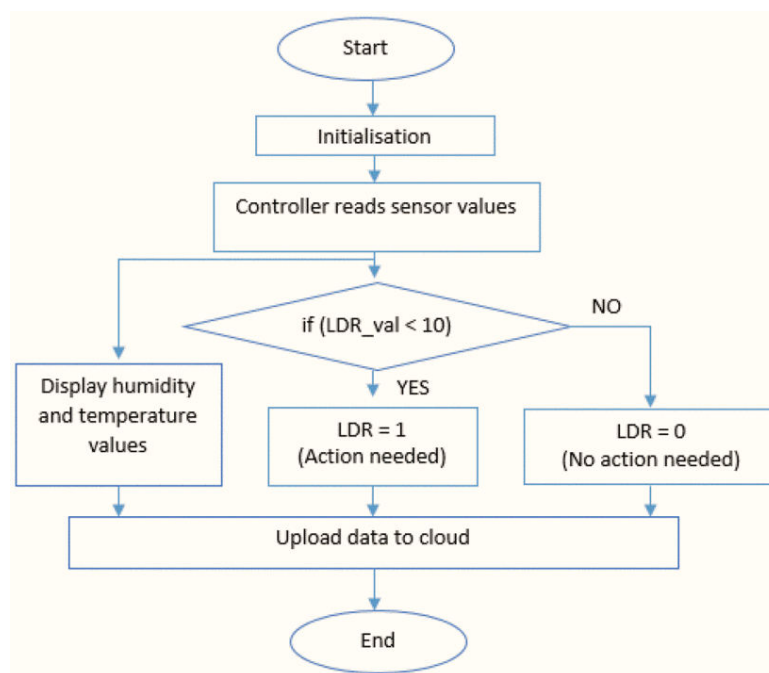 Start
Initialisation
Controller reads sensor values
if (LDR_val < 10)
NO
YES
Display humidity
and temperature
values
LDR = 1
(Action needed)
LDR = 0
(No action needed)
Upload data to cloud
End